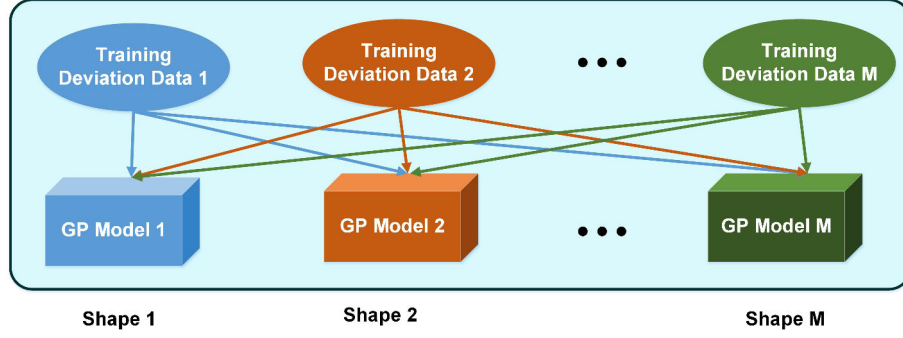 Training
Deviation Data 1
Training
Deviation Data 2
• • •
Training
Deviation Data M
GP Model 1
GP Model 2
• • •
GP Model M
Shape 1
Shape 2
Shape M